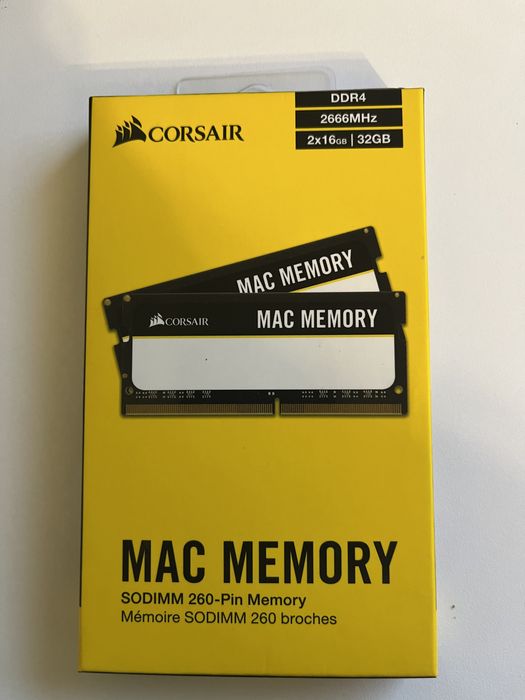 CORSAIR
DDR4
2666MHz
2x16GB | 32GB
MAC MEMORY
CORSAIR MAC MEMORY
MAC MEMORY
SODIMM 260-Pin Memory
Mémoire SODIMM 260 broches